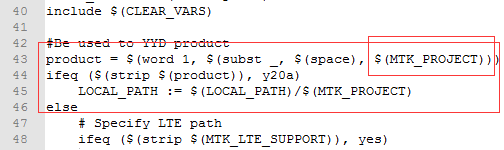 40 include $(CLEAR_VARS)
41
42 #Be used to YYD product
43 product = $(word 1, $(subst _, $(space), $(MTK_PROJECT)))
44 ifeq ($(strip $(product)), y20a)
45 LOCAL_PATH := $(LOCAL_PATH)/$(MTK_PROJECT)
46 else
47 # Specify LTE path
48 ifeq ($(strip $(MTK_LTE_SUPPORT)), yes)